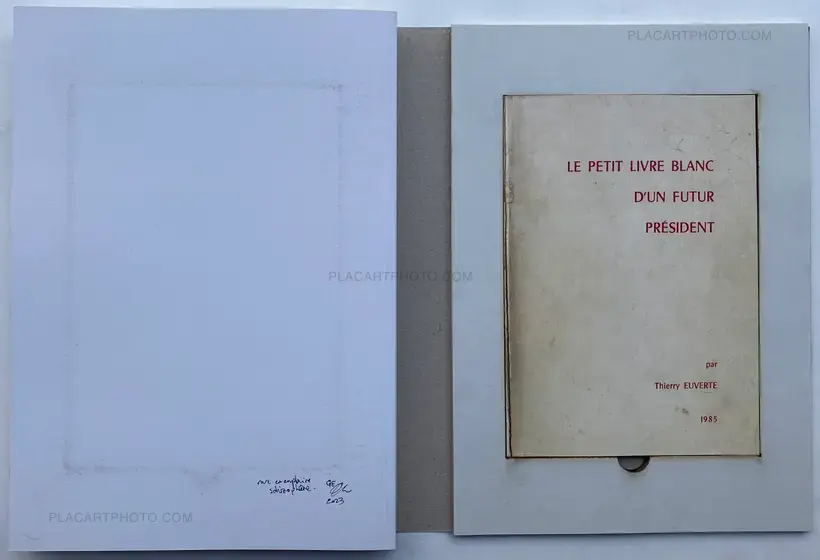 PLACARTPHOTO.COM
LE PETIT LIVRE BLANC
D'UN FUTUR
PRÉSIDENT
PLACARTPHOTO.COM
par
Thierry EUVERTE
1985
PLACARTPHOTO.COM
2023